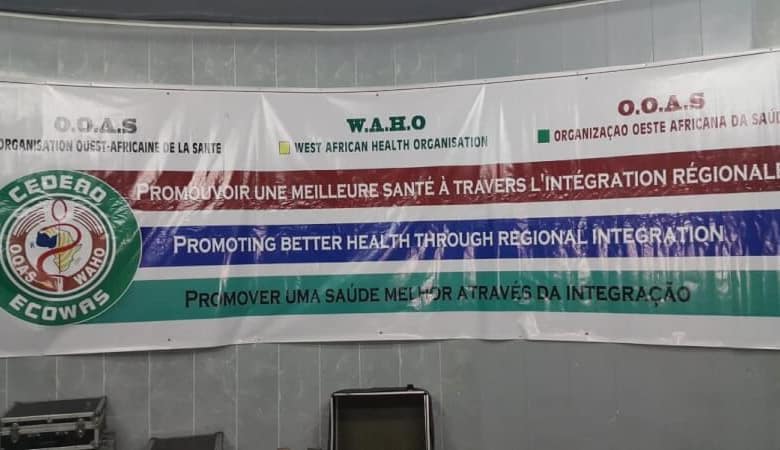 O.O.A.S
ORGANISATION OUEST-AFRICAINE DE LA SANTE
W.A.H.O
WEST AFRICAN HEALTH ORGANISATION
O.O.A.S
ORGANIZAÇAO OESTE AFRICANA DA SAÚD
PROMOUVOIR UNE MEILLEURE SANTÉ À TRAVERS L'INTÉGRATION RÉGIONALE
PROMOTING BETTER HEALTH THROUGH REGIONAL INTEGRATION
PROMOVER UMA SAÚDE MELHOR ATRAVÉS DA INTEGRAÇÃO
CEDEAO
OOAS WAHO
ECOWAS